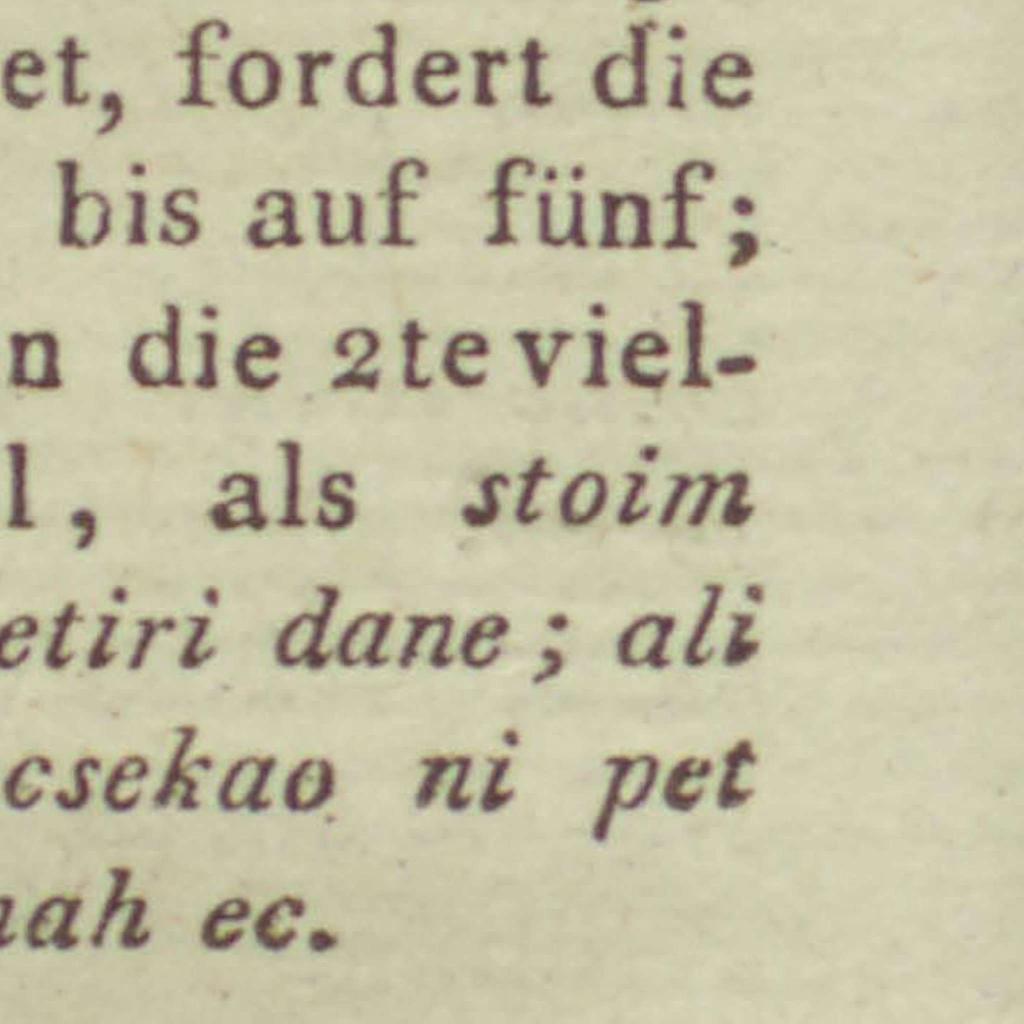 et, fordert die
bis auf fünf;
n die 2te viel-
l, als stoim
etiri dane; ali
csekao ni pet
ah ec.